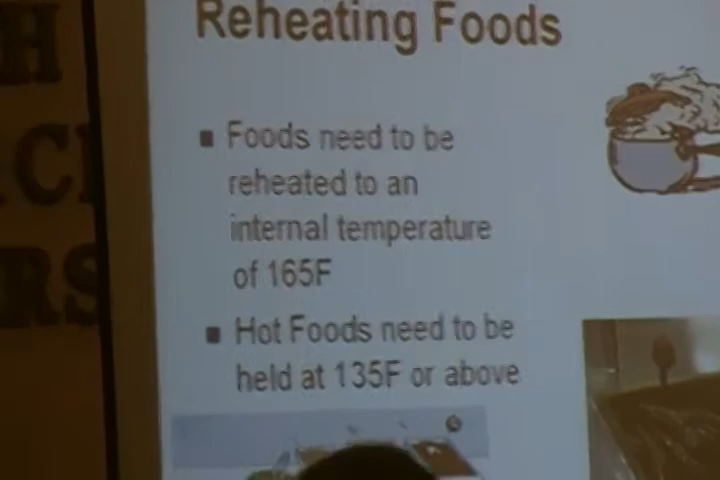 Reheating Foods
Foods need to be
reheated to an
internal temperature
of 165F
Hot Foods need to be
held at 135F or above
H
RS